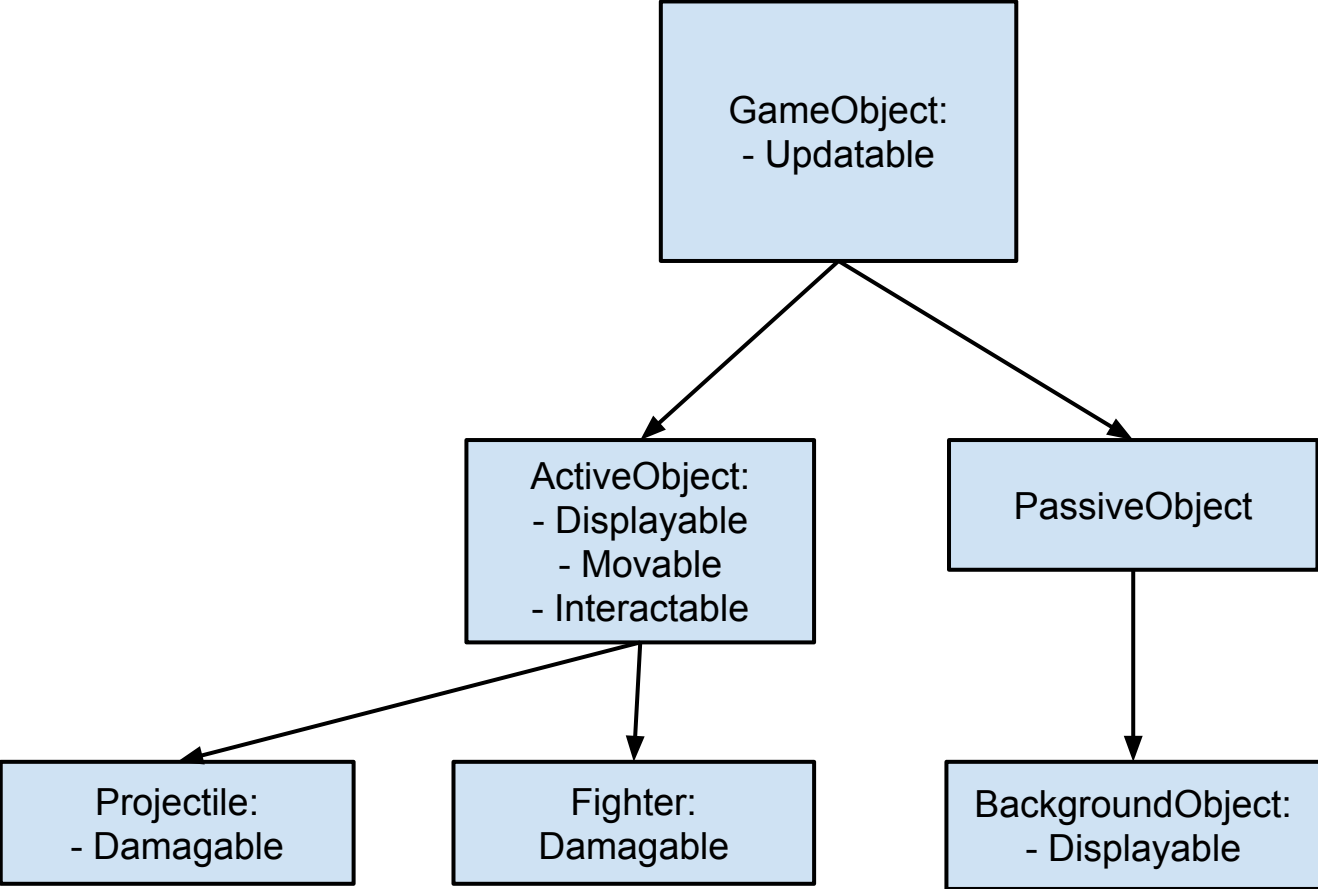 GameObject:
- Updatable
ActiveObject:
- Displayable
- Movable
- Interactable
PassiveObject
Projectile:
- Damagable
Fighter:
Damagable
BackgroundObject:
- Displayable